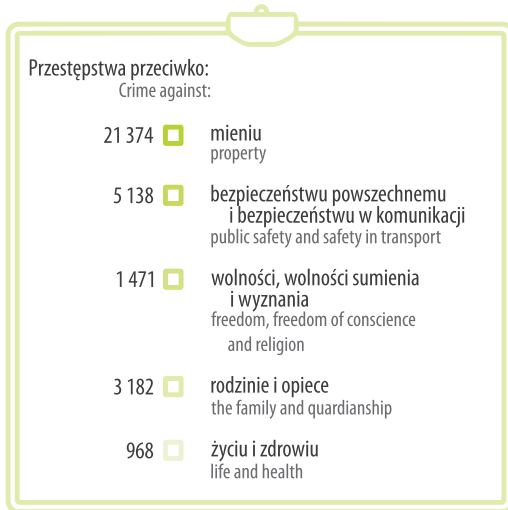 Przestępstwa przeciwko:
Crime against:
21 374 mieniu
property
5 138 bezpieczeństwu powszechnemu
i bezpieczeństwu w komunikacji
public safety and safety in transport
1 471 wolności, wolności sumienia
i wyznania
freedom, freedom of conscience
and religion
3 182 rodzinie i opiece
the family and quardianship
968 życiu i zdrowiu
life and health